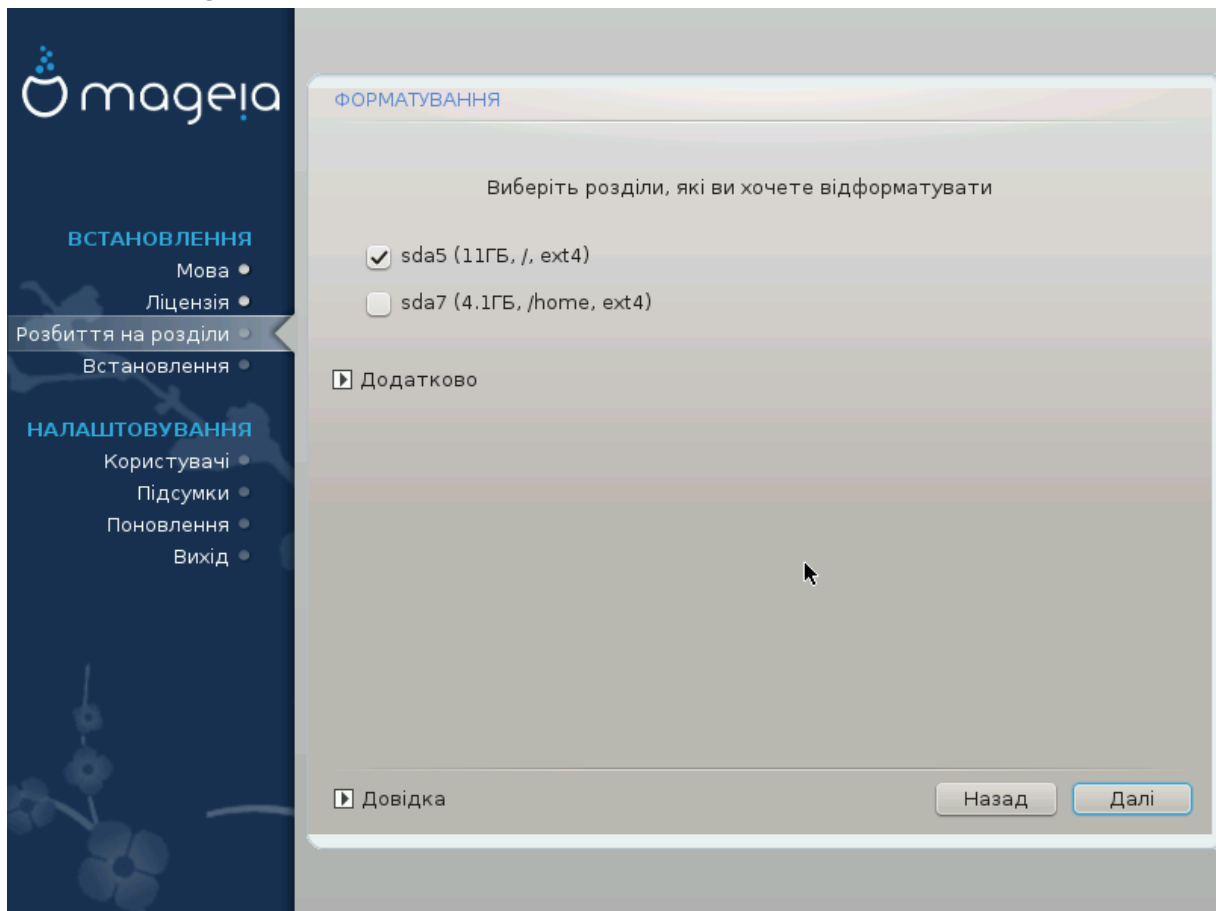 mageia
ВСТАНОВЛЕННЯ
Мова
Ліцензія
Розбиття на розділи
Встановлення
НАЛАШТОВУВАННЯ
Користувачі
Підсумки
Поновлення
Вихід
ФОРМАТУВАННЯ
Виберіть розділи, які ви хочете відформатувати
sda5 (11ГБ, /, ext4)
sda7 (4.1ГБ, /home, ext4)
Додатково
Довідка
Назад
Далі